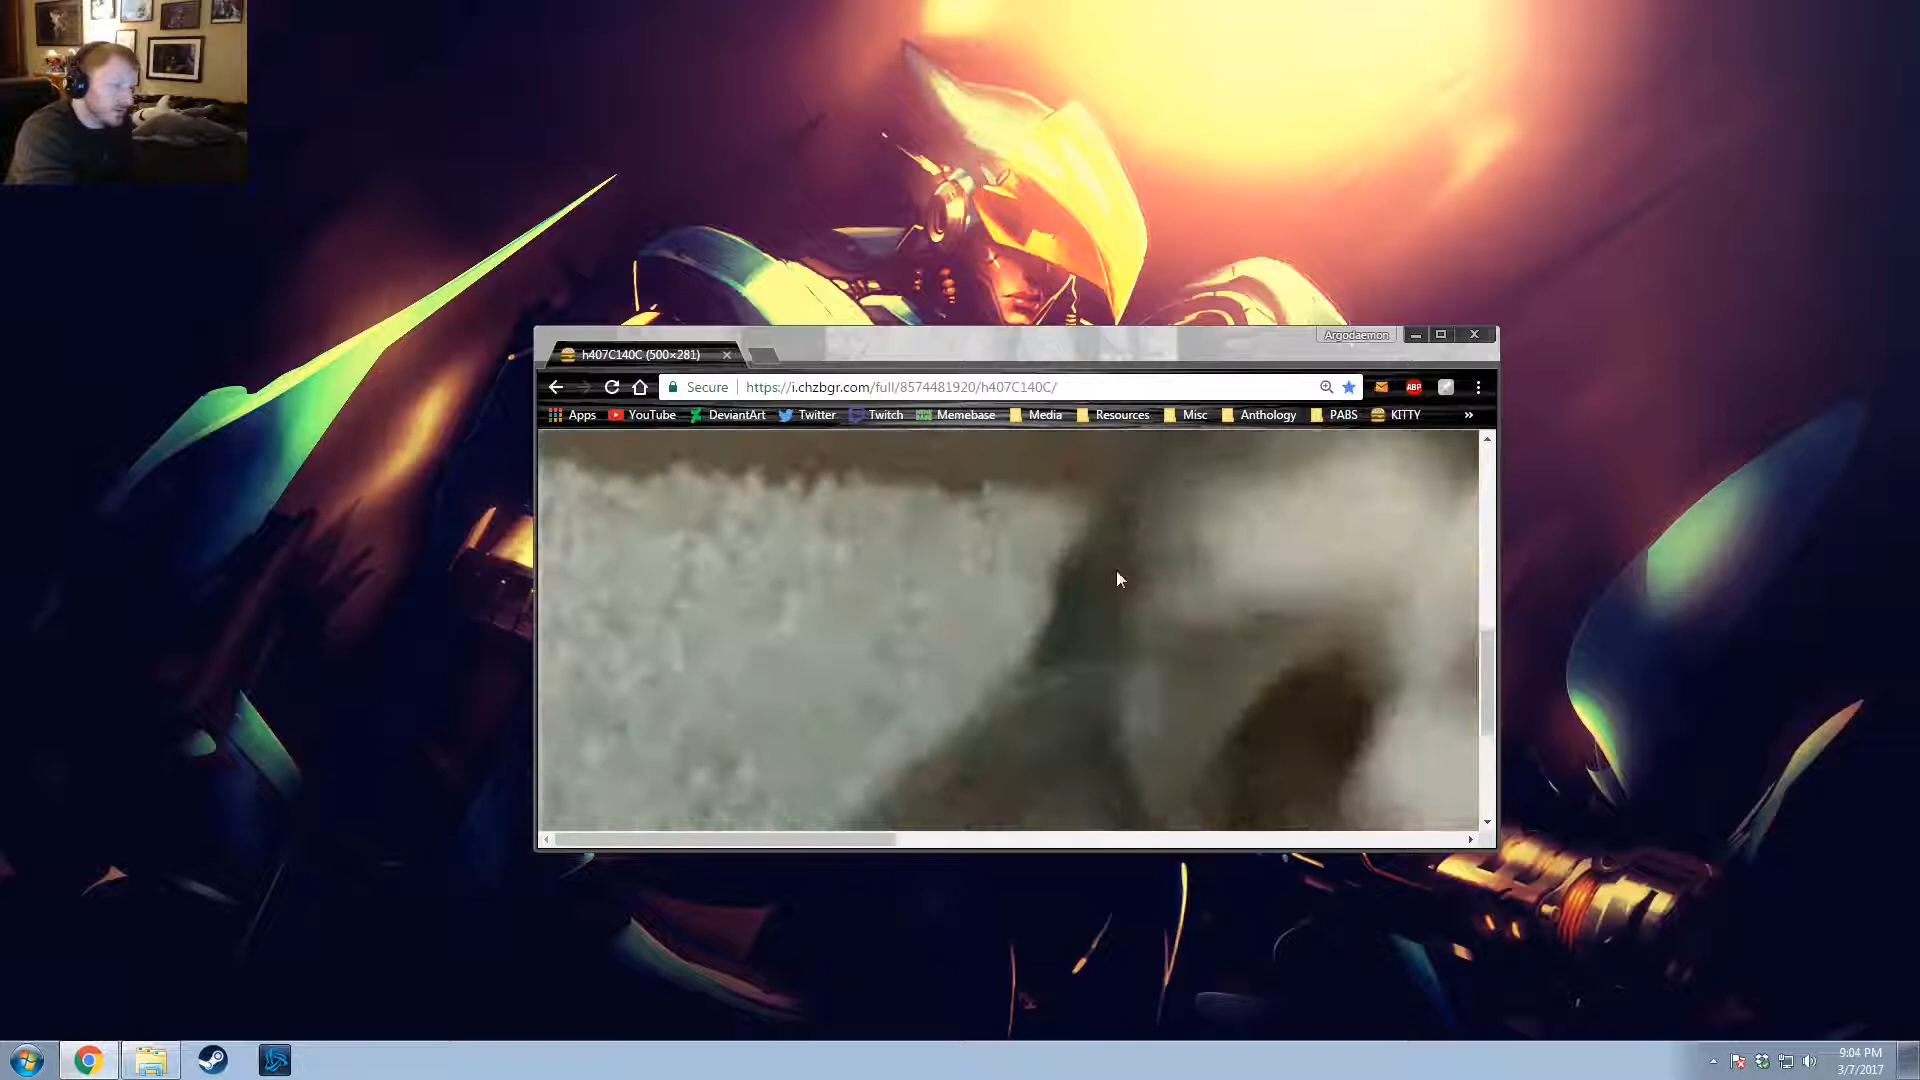 Argodaemon
h407C140C (500×281)
Secure https://i.chzbgr.com/full/8574481920/h407C140C/
ABP
Apps YouTube DeviantArt Twitter Twitch Memebase Media Resources Misc Anthology PABS KITTY »
9:04 PM
3/7/2017